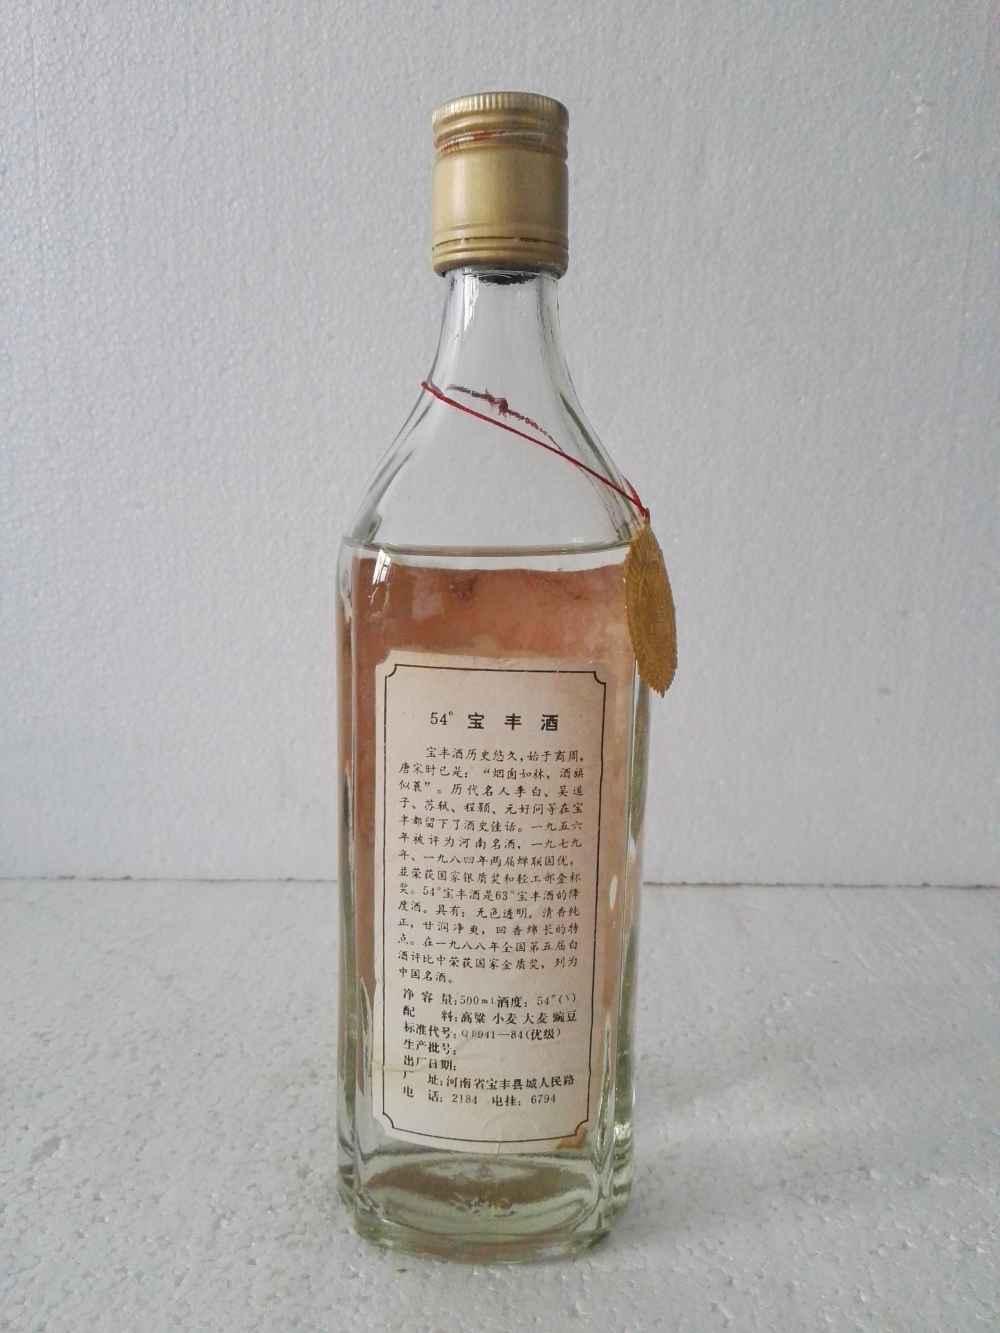 54° 宝丰酒
宝丰酒历史悠久，始于商周，
唐宋时已是：“烟囱如林，酒旗
似蓑”。历代名人李白、吴道
子、苏轼、程颢、元好问等在宝
丰都留下了酒史佳话。一九五六
年被评为河南名酒，一九七九
年、一九八四年两届蝉联国优，
并荣获国家银质奖和轻工部金杯
奖。54°宝丰酒是63°宝丰酒的降
度酒。具有：无色透明，清香纯
正，甘润净爽，回香绵长的特
点。在一九八八年全国第五届白
酒评比中荣获国家金质奖，列为
中国名酒。
净容量：500ml 酒度：54°(V)
配料：高粱 小麦 大麦 豌豆
标准代号：QB941—84(优级)
生产批号：
出厂日期：
厂址：河南省宝丰县城人民路
电话：2184 电挂：6794